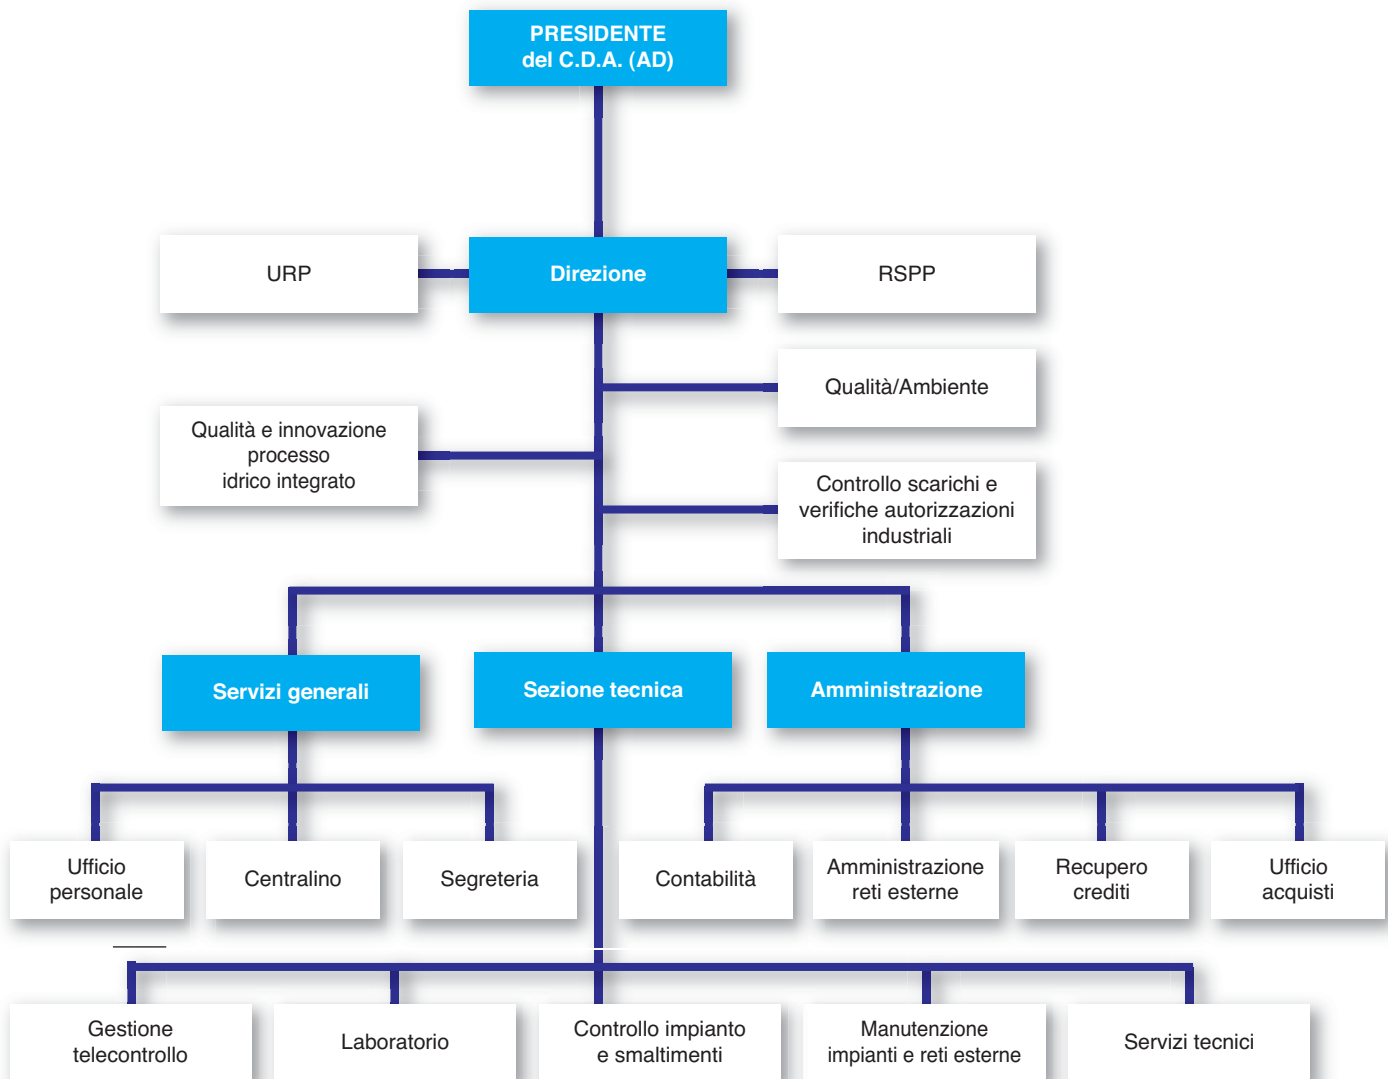 PRESIDENTE
del C.D.A. (AD)
URP
Direzione
RSPP
Qualità/Ambiente
Qualità e innovazione
processo
idrico integrato
Controllo scarichi e
verifiche autorizzazioni
industriali
Servizi generali
Sezione tecnica
Amministrazione
Ufficio
personale
Centralino
Segreteria
Contabilità
Amministrazione
reti esterne
Recupero
crediti
Ufficio
acquisti
Gestione
telecontrollo
Laboratorio
Controllo impianto
e smaltimenti
Manutenzione
impianti e reti esterne
Servizi tecnici